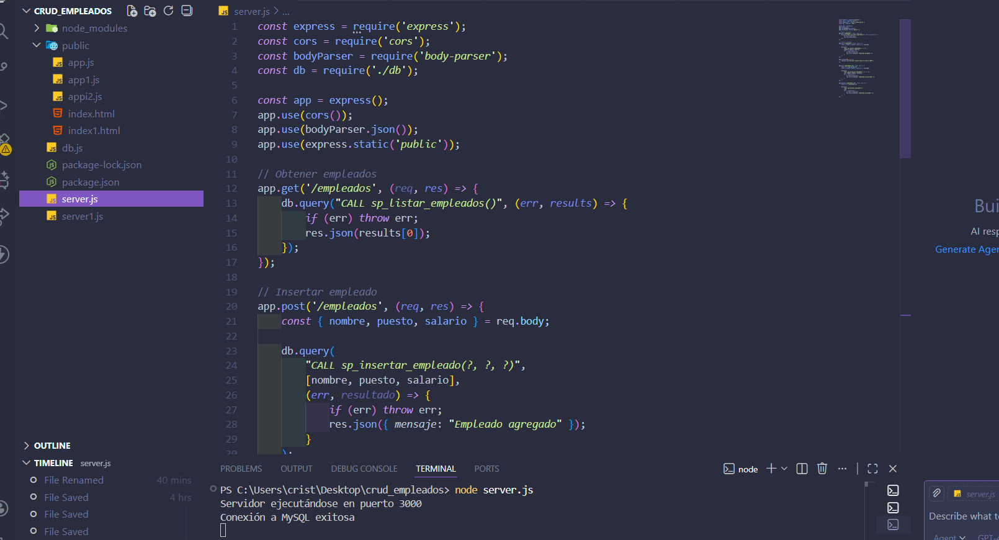 CRUD_EMPLEADOS
node_modules
public
app.js
app1.js
appi2.js
index.html
index1.html
db.js
package-lock.json
package.json
server.js
server1.js
OUTLINE
TIMELINE server.js
File Renamed 40 mins
File Saved 4 hrs
File Saved
File Saved
server.js > ...
1 const express = require('express');
2 const cors = require('cors');
3 const bodyParser = require('body-parser');
4 const db = require('./db');
5
6 const app = express();
7 app.use(cors());
8 app.use(bodyParser.json());
9 app.use(express.static('public'));
10
11 // Obtener empleados
12 app.get('/empleados', (req, res) => {
13 db.query("CALL sp_listar_empleados()", (err, results) => {
14 if (err) throw err;
15 res.json(results[0]);
16 });
17 });
18
19 // Insertar empleado
20 app.post('/empleados', (req, res) => {
21 const { nombre, puesto, salario } = req.body;
22
23 db.query(
24 "CALL sp_insertar_empleado(?, ?, ?)",
25 [nombre, puesto, salario],
26 (err, resultado) => {
27 if (err) throw err;
28 res.json({ mensaje: "Empleado agregado" });
29 }
30 );
PROBLEMS OUTPUT DEBUG CONSOLE TERMINAL PORTS
node
PS C:\Users\crist\Desktop\crud_empleados> node server.js
Servidor ejecutándose en puerto 3000
Conexión a MySQL exitosa
Bui
AI resp
Generate Agen
server.js
Describe what t
Agent GPT-